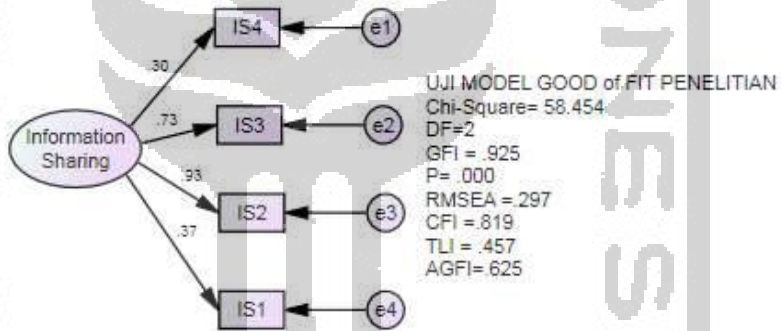 IS4
e1
.30
UJI MODEL GOOD of FIT PENELITIAN
Chi-Square= 58.454
DF=2
GFI = .925
P= .000
RMSEA =.297
CFI = .819
TLI = .457
AGFI=.625
.73
IS3
e2
Information
Sharing
.93
IS2
e3
.37
IS1
e4